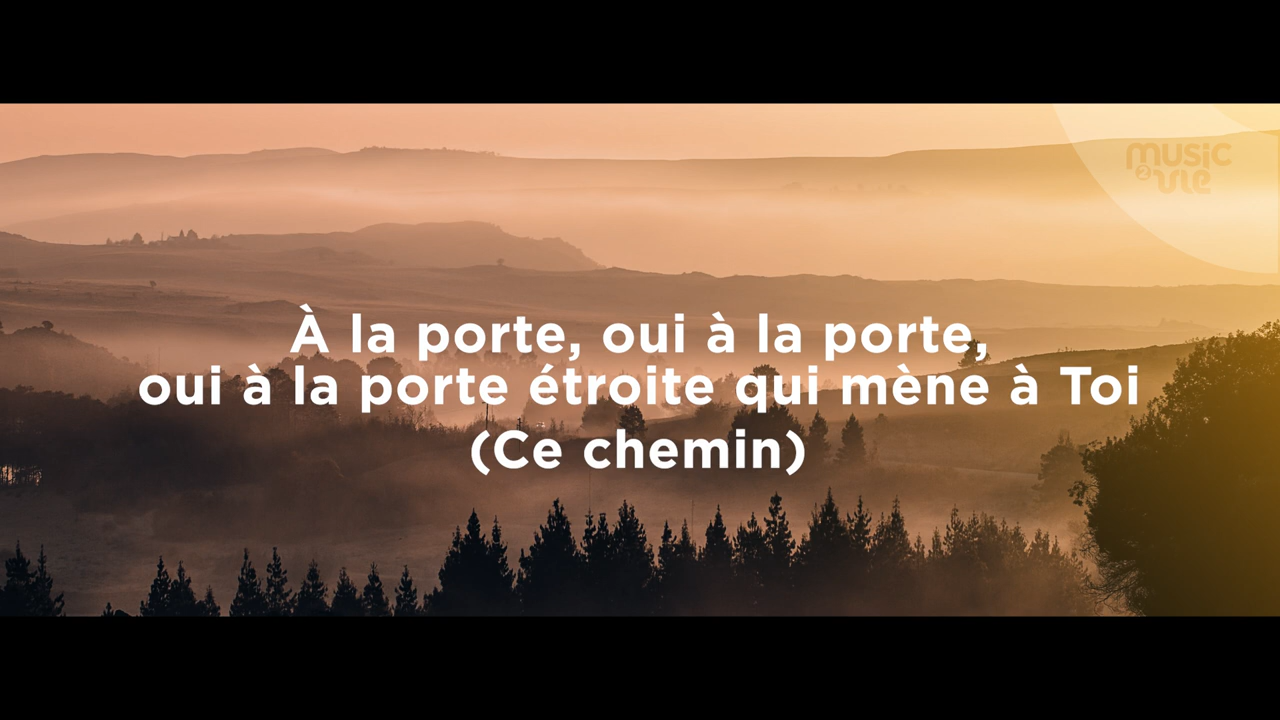 music
2 vie
À la porte, oui à la porte,
oui à la porte étroite qui mène à Toi
(Ce chemin)